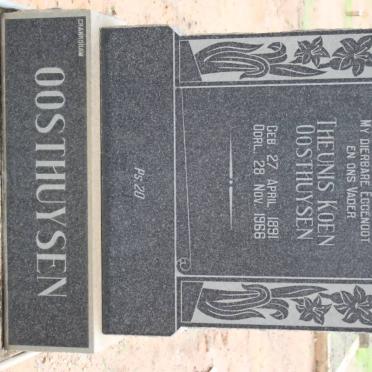 MY DIERBARE EGGENOOT
EN ONS VADER
THEUNIS KOEN
OOSTHUYSEN
GEB. 27 APRIL 1891
OORL. 28 NOV. 1966
Ps: 20
OOSTHUYSEN